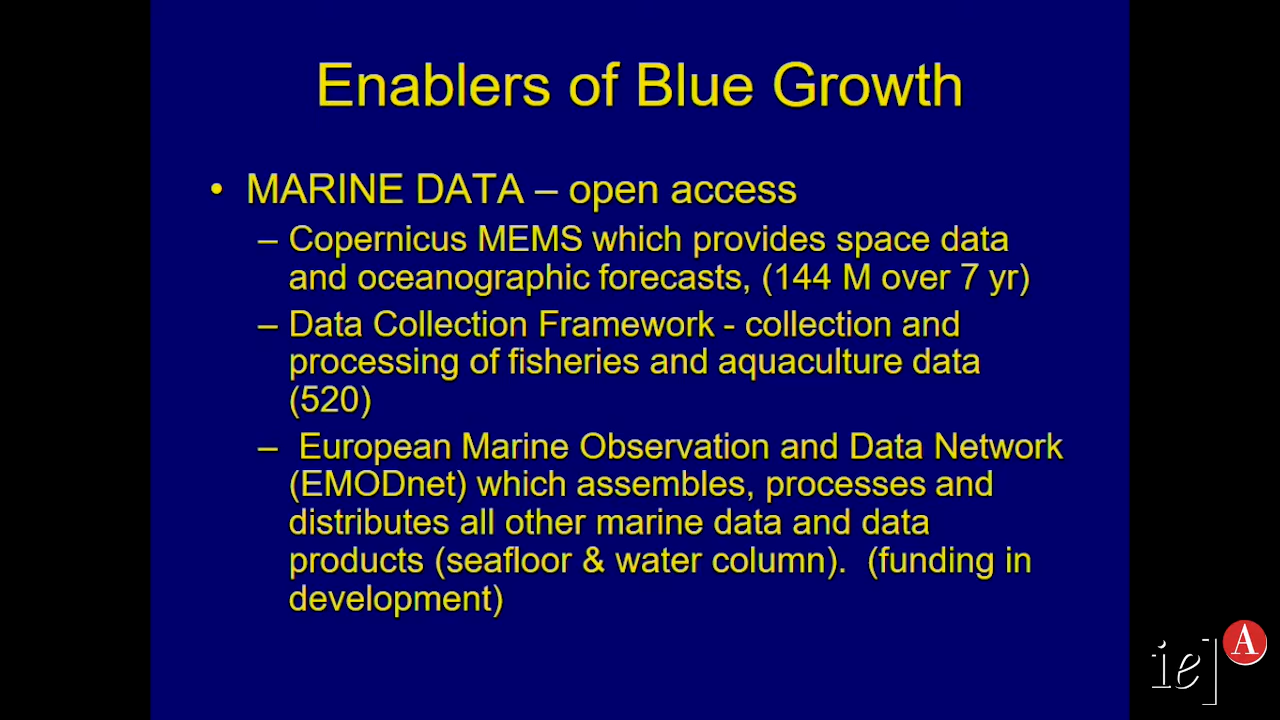 Enablers of Blue Growth
• MARINE DATA – open access
– Copernicus MEMS which provides space data
and oceanographic forecasts, (144 M over 7 yr)
– Data Collection Framework - collection and
processing of fisheries and aquaculture data
(520)
– European Marine Observation and Data Network
(EMODnet) which assembles, processes and
distributes all other marine data and data
products (seafloor & water column). (funding in
development)
ie] A